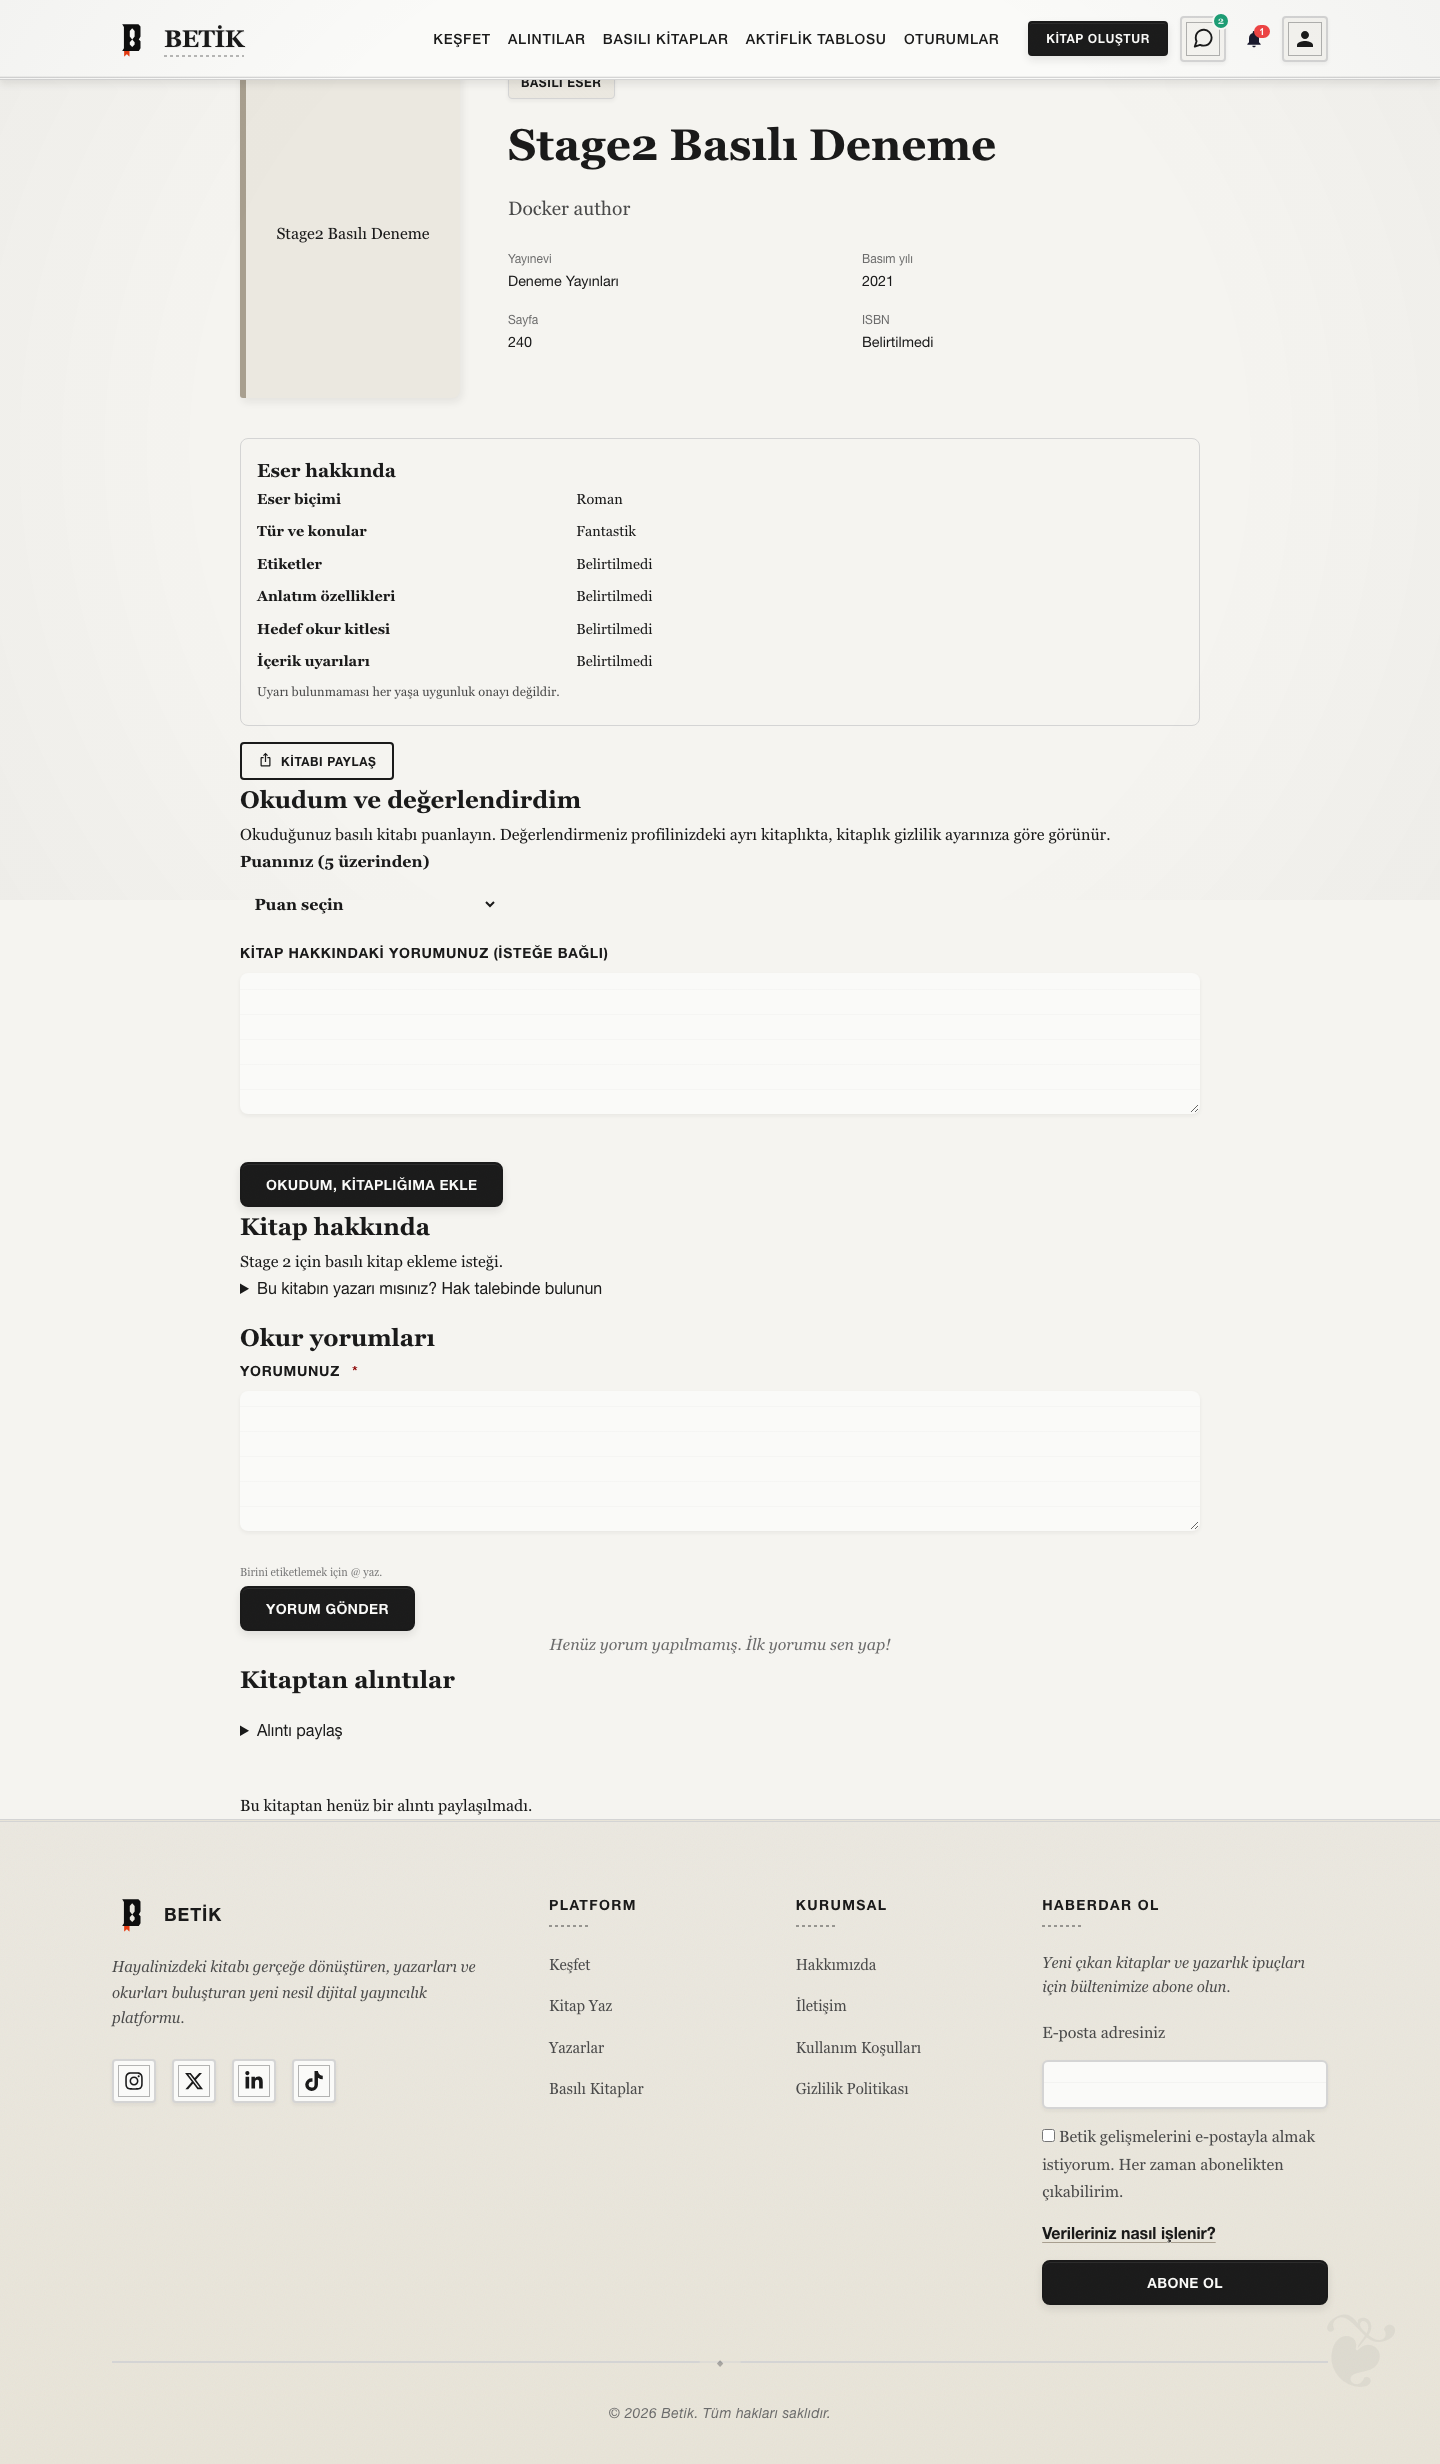 BETİK
KEŞFET
ALINTILAR
BASILI KİTAPLAR
AKTİFLİK TABLOSU
OTURUMLAR
KİTAP OLUŞTUR
2
1
BASILI ESER
Stage2 Basılı Deneme
Stage2 Basılı Deneme
Docker author
Yayınevi
Deneme Yayınları
Basım yılı
2021
Sayfa
240
ISBN
Belirtilmedi
Eser hakkında
Eser biçimi
Roman
Tür ve konular
Fantastik
Etiketler
Belirtilmedi
Anlatım özellikleri
Belirtilmedi
Hedef okur kitlesi
Belirtilmedi
İçerik uyarıları
Belirtilmedi
Uyarı bulunmaması her yaşa uygunluk onayı değildir.
KİTABI PAYLAŞ
Okudum ve değerlendirdim
Okuduğunuz basılı kitabı puanlayın. Değerlendirmeniz profilinizdeki ayrı kitaplıkta, kitaplık gizlilik ayarınıza göre görünür.
Puanınız (5 üzerinden)
Puan seçin
KİTAP HAKKINDAKİ YORUMUNUZ (İSTEĞE BAĞLI)
OKUDUM, KİTAPLIĞIMA EKLE
Kitap hakkında
Stage 2 için basılı kitap ekleme isteği.
Bu kitabın yazarı mısınız? Hak talebinde bulunun
Okur yorumları
YORUMUNUZ *
Birini etiketlemek için @ yaz.
YORUM GÖNDER
Henüz yorum yapılmamış. İlk yorumu sen yap!
Kitaptan alıntılar
Alıntı paylaş
Bu kitaptan henüz bir alıntı paylaşılmadı.
BETİK
Hayalinizdeki kitabı gerçeğe dönüştüren, yazarları ve
okurları buluşturan yeni nesil dijital yayıncılık
platformu.
PLATFORM
Keşfet
Kitap Yaz
Yazarlar
Basılı Kitaplar
KURUMSAL
Hakkımızda
İletişim
Kullanım Koşulları
Gizlilik Politikası
HABERDAR OL
Yeni çıkan kitaplar ve yazarlık ipuçları
için bültenimize abone olun.
E-posta adresiniz
Betik gelişmelerini e-postayla almak
istiyorum. Her zaman abonelikten
çıkabilirim.
Verileriniz nasıl işlenir?
ABONE OL
© 2026 Betik. Tüm hakları saklıdır.